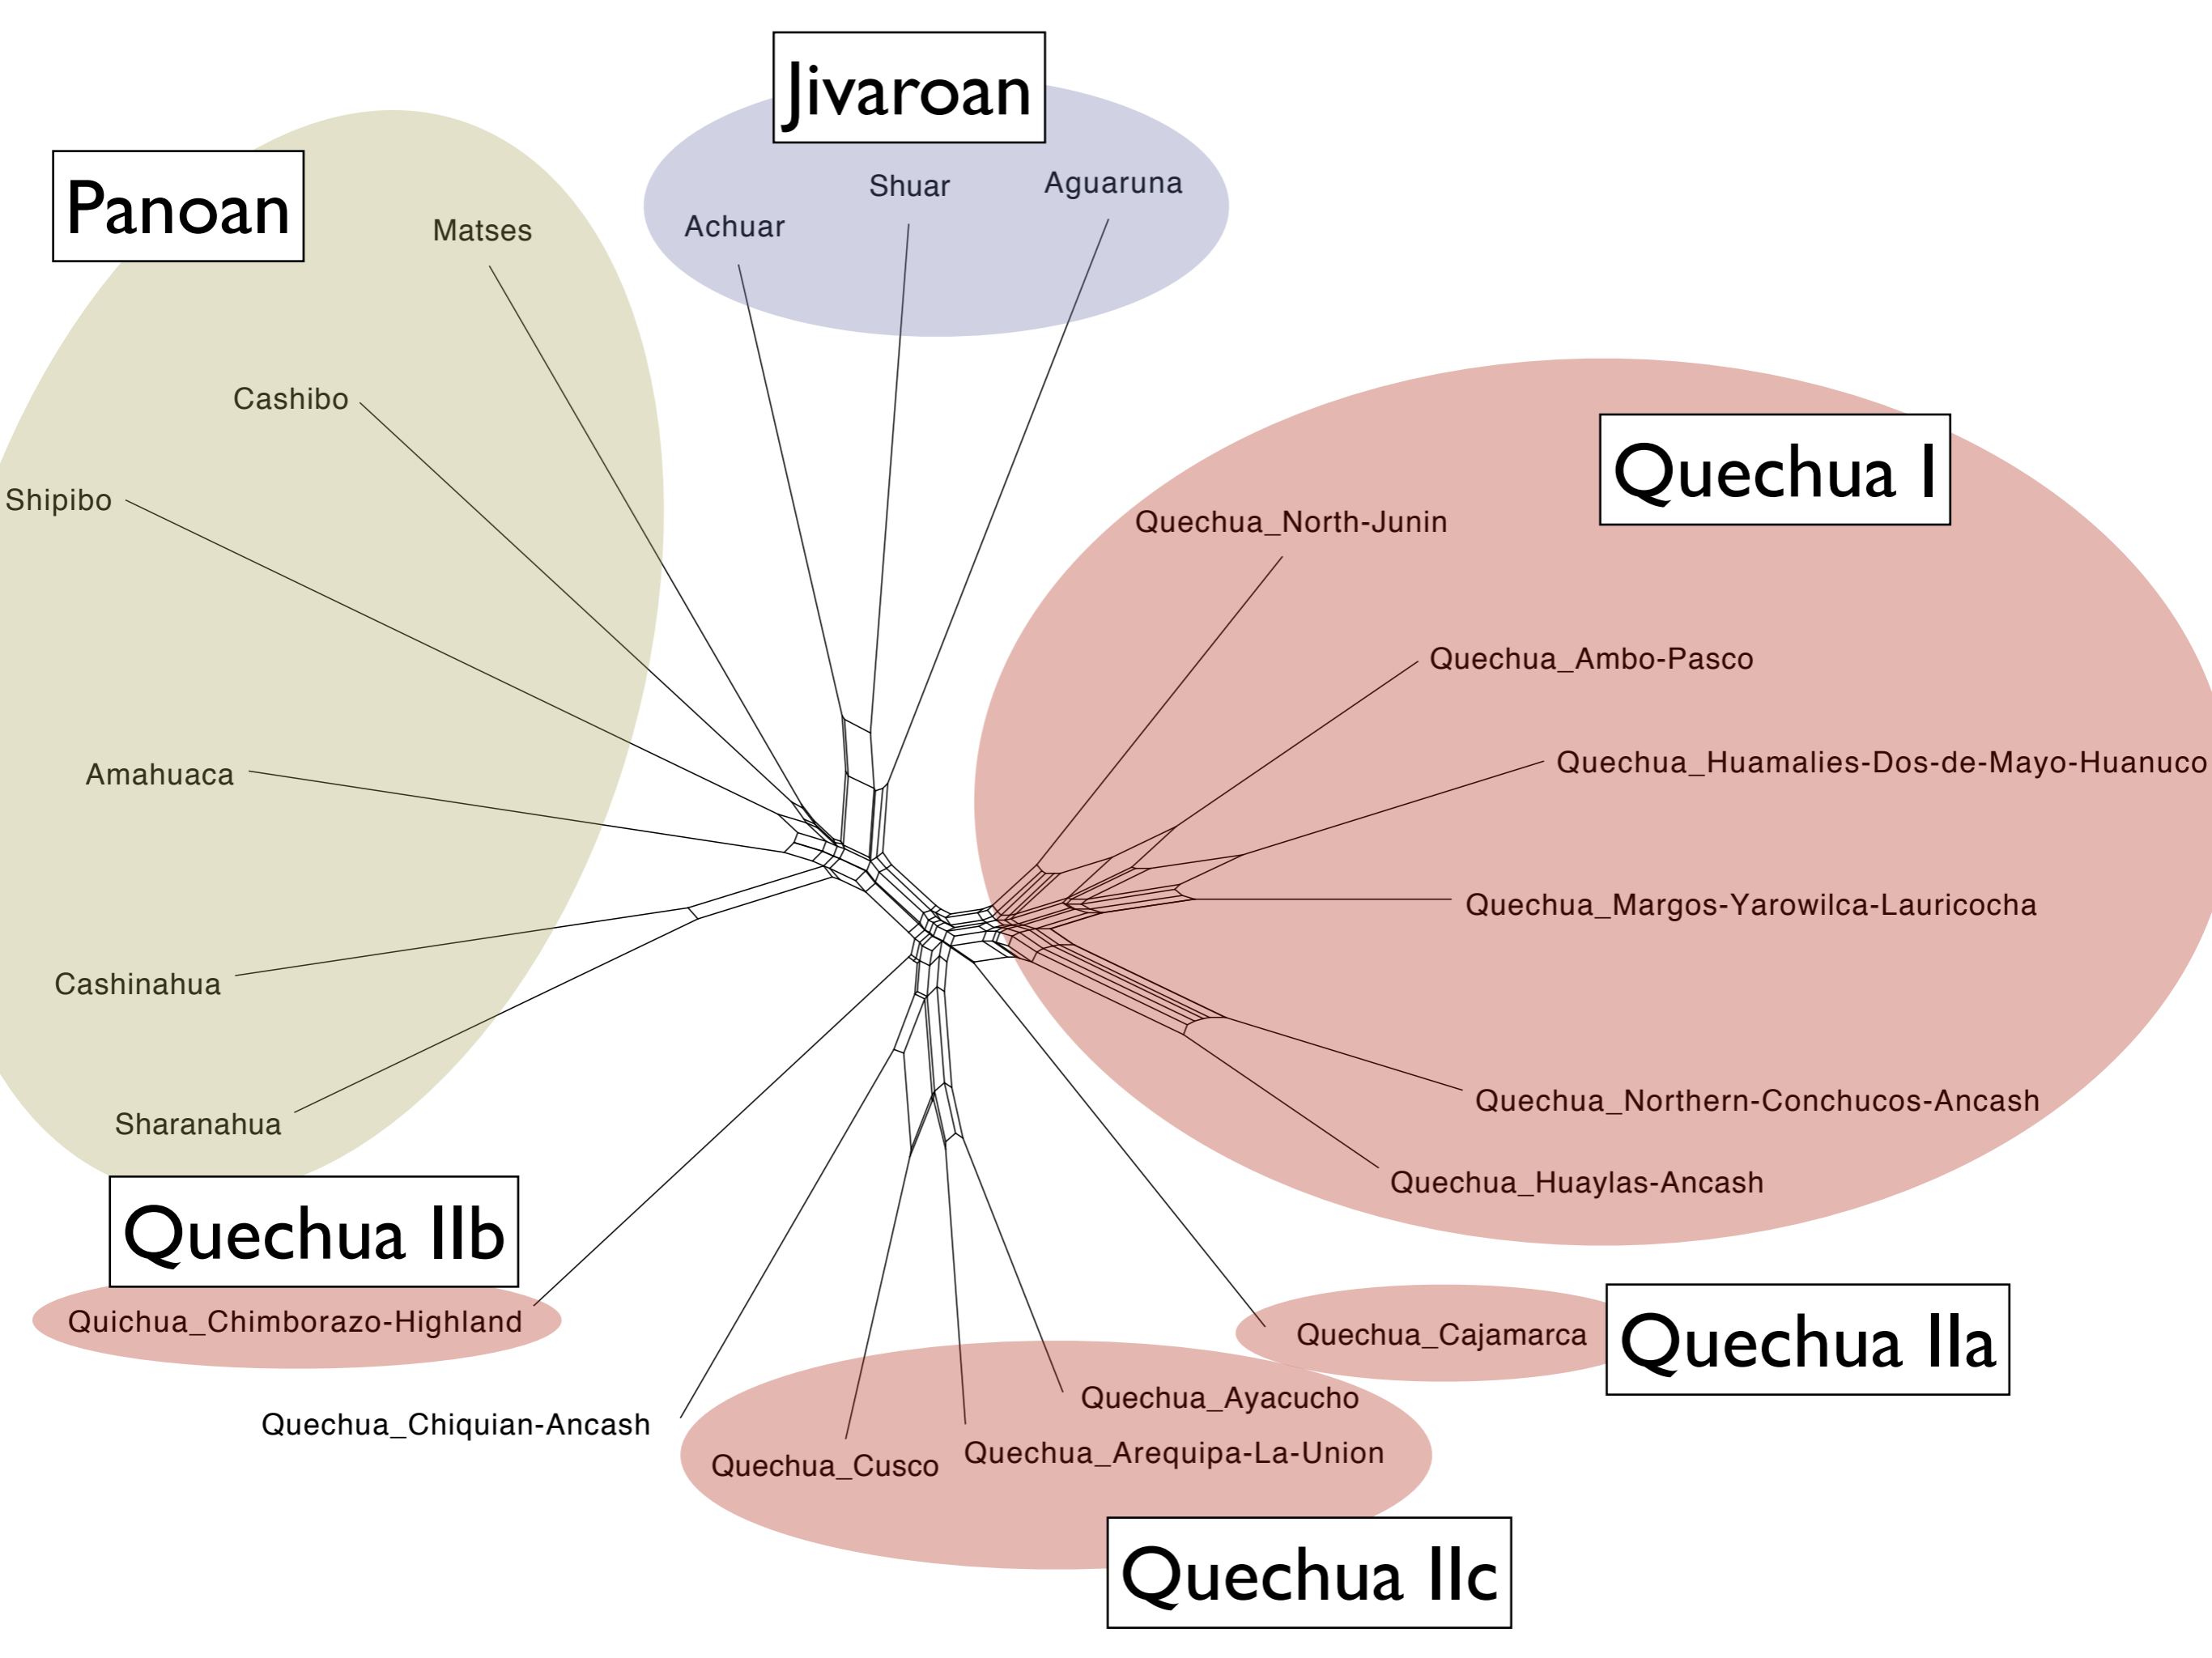 Jivaroan
Panoan
Shuar
Aguaruna
Achuar
Matses
Cashibo
Quechua I
Shipibo
Quechua_North-Junin
Quechua_Ambo-Pasco
Quechua_Huamalies-Dos-de-Mayo-Huanuco
Amahuaca
Quechua_Margos-Yarowilca-Lauricocha
Cashinahua
Quechua_Northern-Conchucos-Ancash
Sharanahua
Quechua_Huaylas-Ancash
Quechua IIb
Quichua_Chimborazo-Highland
Quechua_Cajamarca
Quechua IIa
Quechua_Ayacucho
Quechua_Chiquian-Ancash
Quechua_Arequipa-La-Union
Quechua_Cusco
Quechua IIc